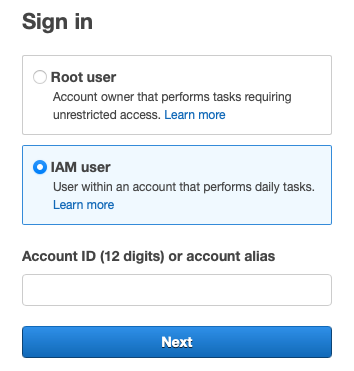 Sign in
Root user
Account owner that performs tasks requiring
unrestricted access. Learn more
IAM user
User within an account that performs daily tasks.
Learn more
Account ID (12 digits) or account alias
Next